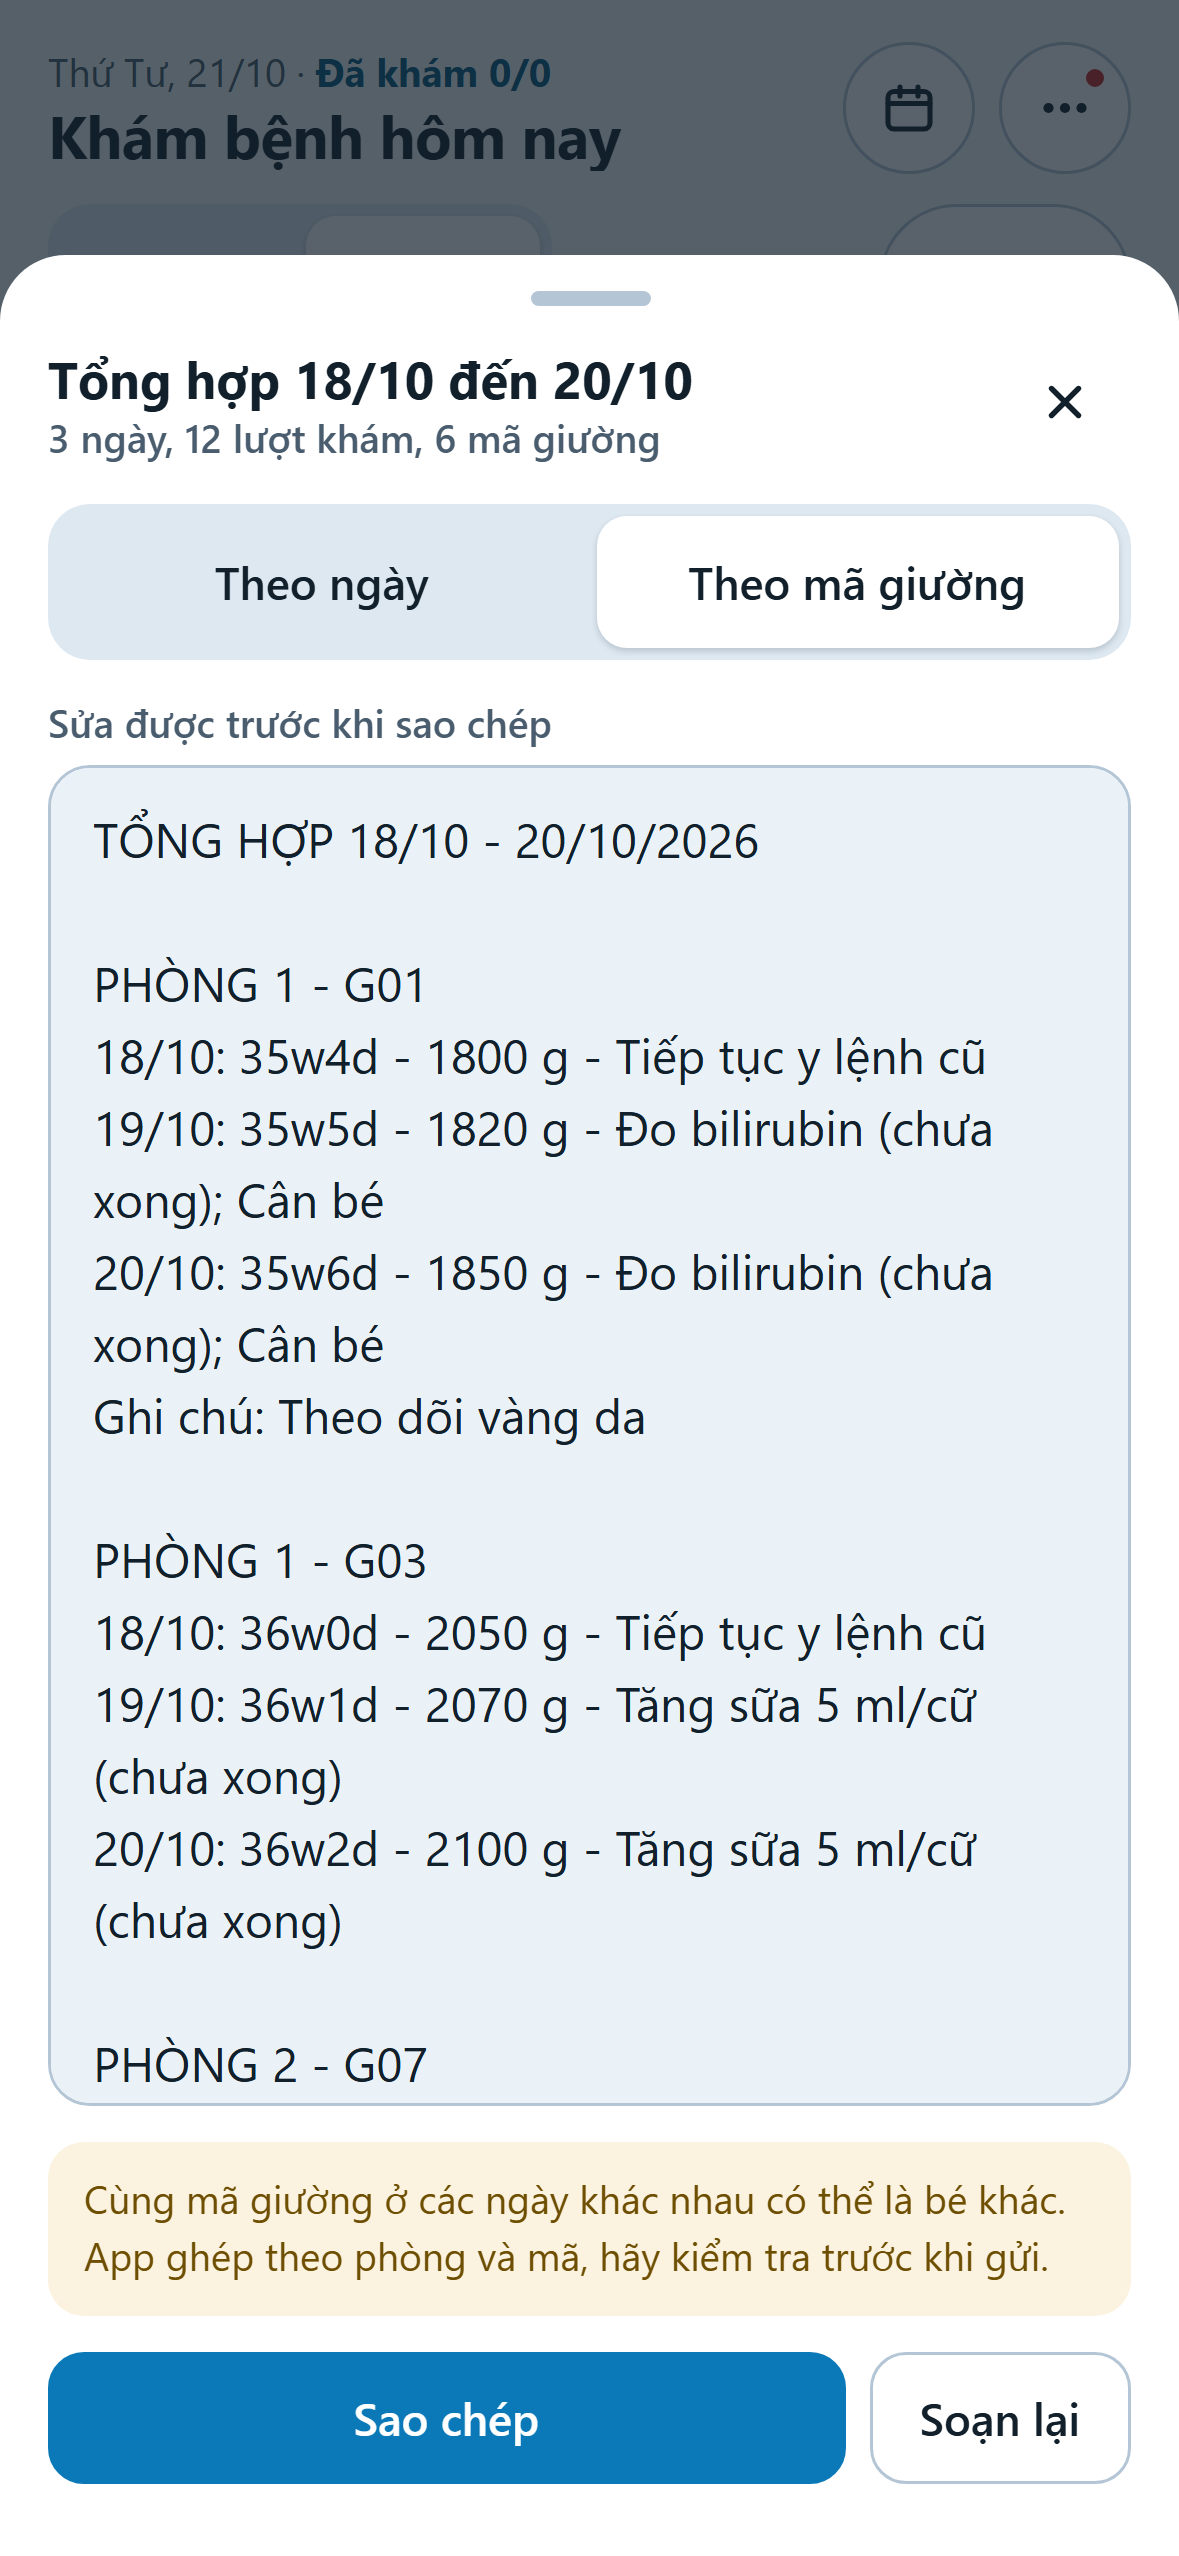 Thứ Tư, 21/10 · Đã khám 0/0
Khám bệnh hôm nay
Tổng hợp 18/10 đến 20/10
3 ngày, 12 lượt khám, 6 mã giường
Theo ngày
Theo mã giường
Sửa được trước khi sao chép
TỔNG HỢP 18/10 - 20/10/2026
PHÒNG 1 - G01
18/10: 35w4d - 1800 g - Tiếp tục y lệnh cũ
19/10: 35w5d - 1820 g - Đo bilirubin (chưa
xong); Cân bé
20/10: 35w6d - 1850 g - Đo bilirubin (chưa
xong); Cân bé
Ghi chú: Theo dõi vàng da
PHÒNG 1 - G03
18/10: 36w0d - 2050 g - Tiếp tục y lệnh cũ
19/10: 36w1d - 2070 g - Tăng sữa 5 ml/cữ
(chưa xong)
20/10: 36w2d - 2100 g - Tăng sữa 5 ml/cữ
(chưa xong)
PHÒNG 2 - G07
Cùng mã giường ở các ngày khác nhau có thể là bé khác.
App ghép theo phòng và mã, hãy kiểm tra trước khi gửi.
Sao chép
Soạn lại